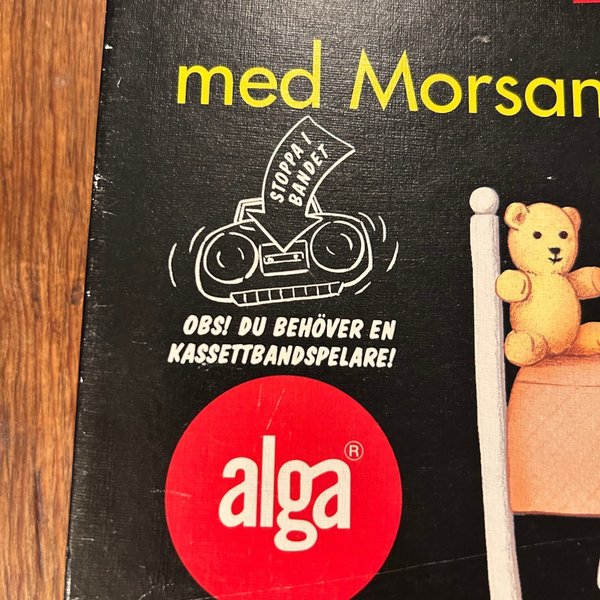 med Morsan
STOPPA I
BANDET
OBS! DU BEHÖVER EN
KASSETTBANDSPELARE!
alga®